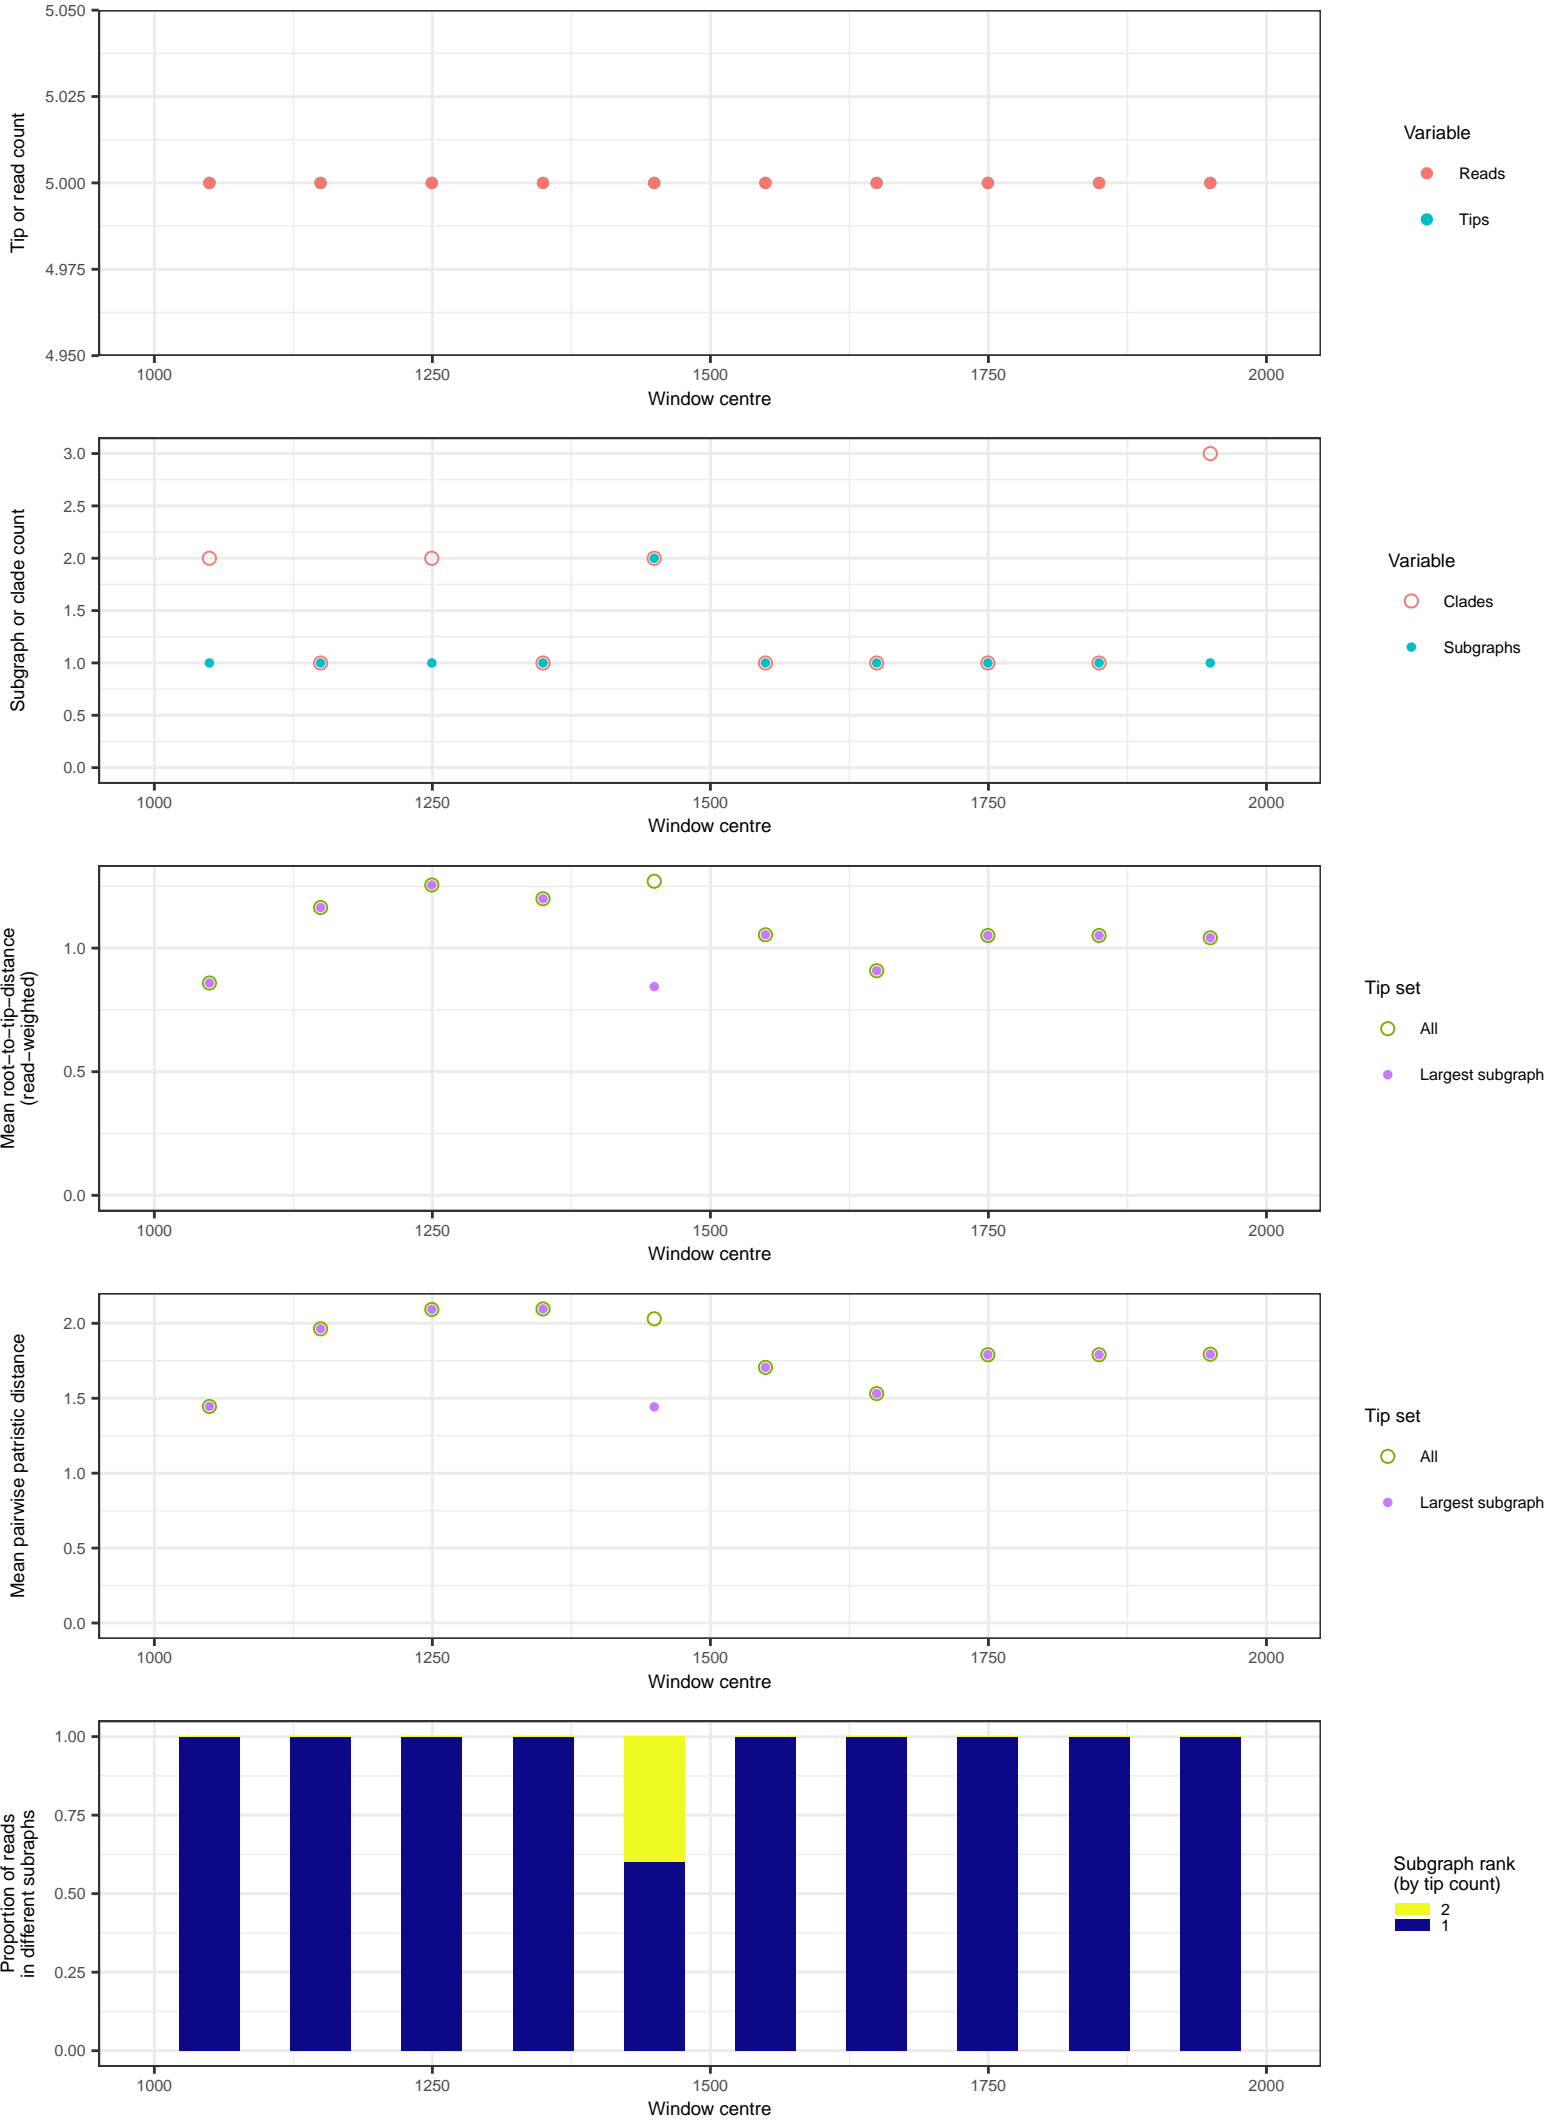 5.050
5.025
5.000
4.975
4.950
Tip or read count
1000 1250 1500 1750 2000
Window centre
Variable
Reads
Tips
3.0
2.5
2.0
1.5
1.0
0.5
0.0
Subgraph or clade count
1000 1250 1500 1750 2000
Window centre
Variable
Clades
Subgraphs
1.0
0.5
0.0
Mean root−to−tip−distance
(read−weighted)
1000 1250 1500 1750 2000
Window centre
Tip set
All
Largest subgraph
2.0
1.5
1.0
0.5
0.0
Mean pairwise patristic distance
1000 1250 1500 1750 2000
Window centre
Tip set
All
Largest subgraph
1.00
0.75
0.50
0.25
0.00
Proportion of reads
in different subraphs
1000 1250 1500 1750 2000
Window centre
Subgraph rank
(by tip count)
2
1